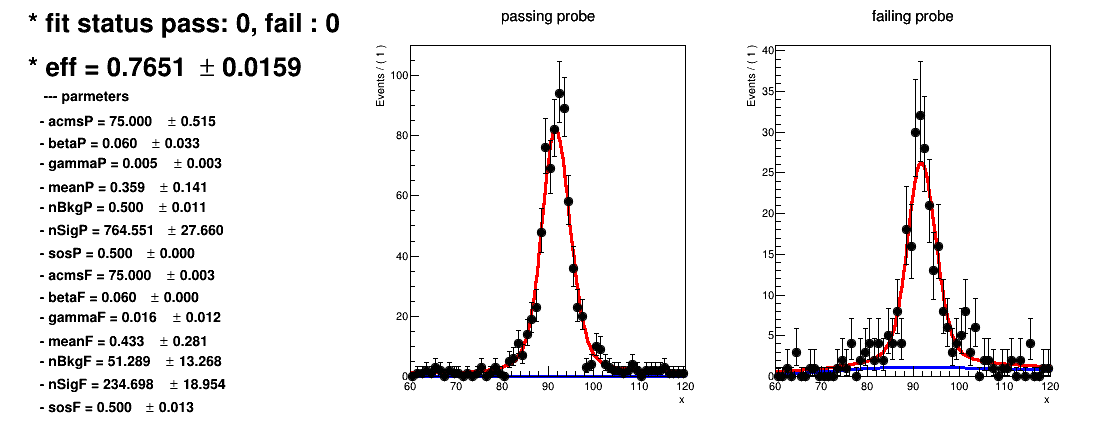 * fit status pass: 0, fail : 0
* eff = 0.7651 ± 0.0159
--- parmeters
- acmsP = 75.000 ± 0.515
- betaP = 0.060 ± 0.033
- gammaP = 0.005 ± 0.003
- meanP = 0.359 ± 0.141
- nBkgP = 0.500 ± 0.011
- nSigP = 764.551 ± 27.660
- sosP = 0.500 ± 0.000
- acmsF = 75.000 ± 0.003
- betaF = 0.060 ± 0.000
- gammaF = 0.016 ± 0.012
- meanF = 0.433 ± 0.281
- nBkgF = 51.289 ± 13.268
- nSigF = 234.698 ± 18.954
- sosF = 0.500 ± 0.013
passing probe
Events / ( 1 )
100
80
60
40
20
0
60 70 80 90 100 110 120
x
failing probe
Events / ( 1 )
40
35
30
25
20
15
10
5
0
60 70 80 90 100 110 120
x